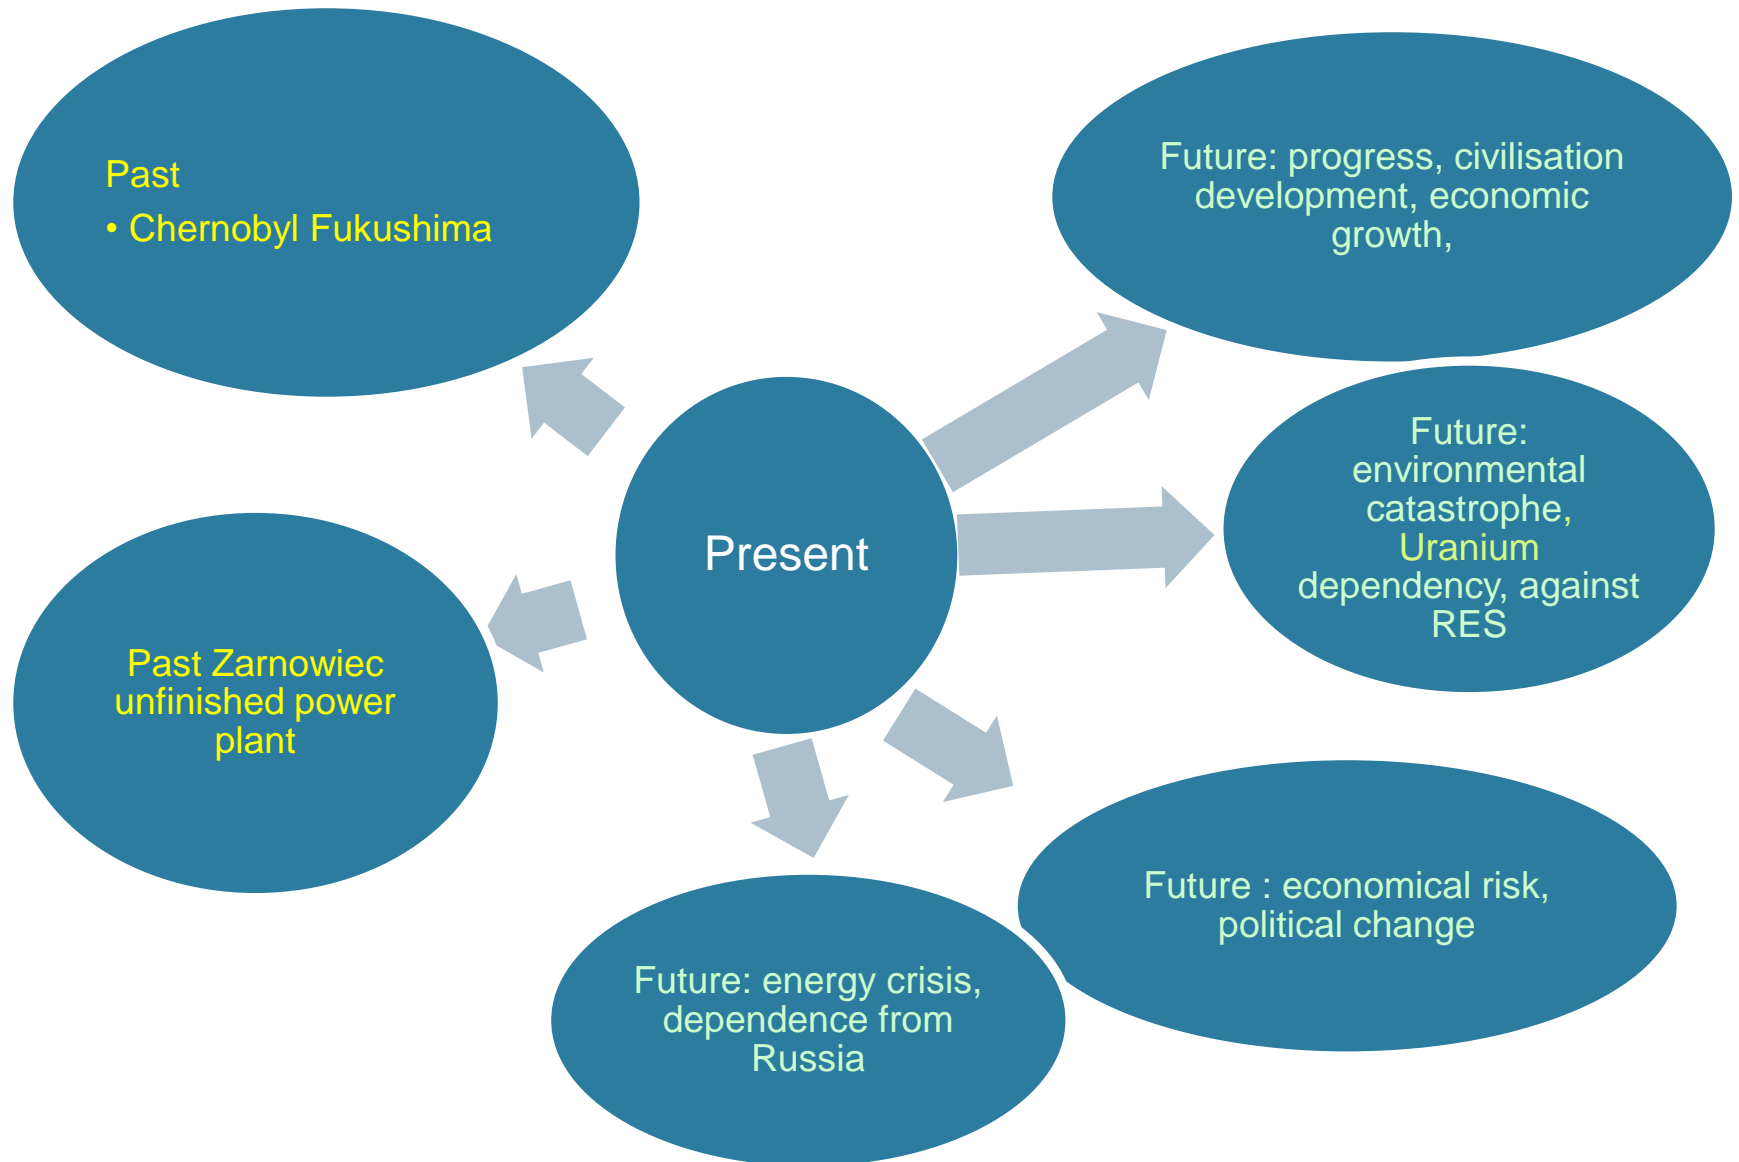 Past
• Chernobyl Fukushima
Future: progress, civilisation
development, economic
growth,
Future:
environmental
catastrophe,
Uranium
dependency, against
RES
Present
Past Zarnowiec
unfinished power
plant
Future : economical risk,
political change
Future: energy crisis,
dependence from
Russia